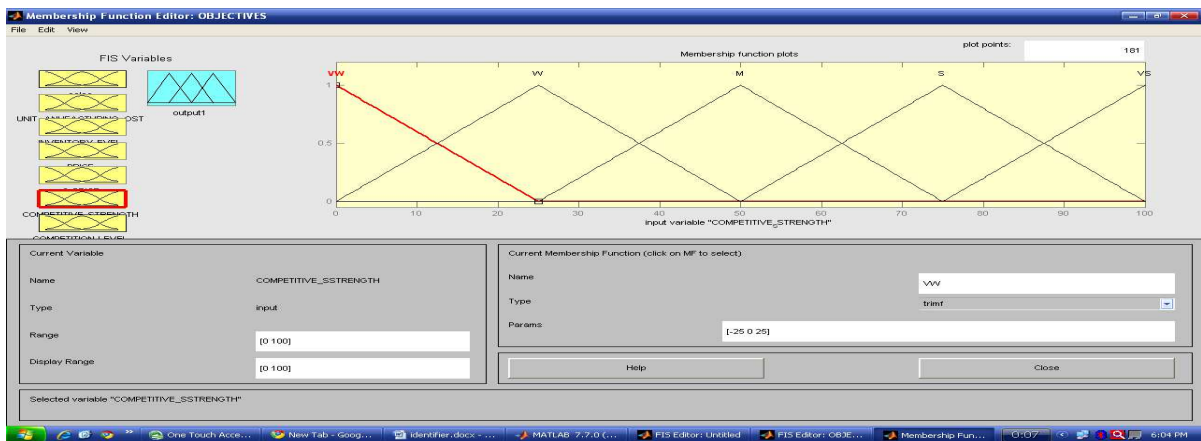 Membership Function Editor: OBJECTIVES
File Edit View
FIS Variables
output1
COMPETITION LEVEL
plot points:
181
Membership function plots
VW W M S VS
1
0.5
0
0 10 20 30 40 50 60 70 80 90 100
input variable "COMPETITIVE_SSTRENGTH"
Current Variable
Name COMPETITIVE_SSTRENGTH
Type input
Range [0 100]
Display Range [0 100]
Current Membership Function (click on MF to select)
Name VW
Type trimf
Params [-25 0 25]
Help Close
Selected variable "COMPETITIVE_SSTRENGTH"
One Touch Acce... New Tab - Goog... identifier.docx - ... MATLAB 7.7.0 (... FIS Editor: Untitled FIS Editor: OBJE... Membership Fun... 0:07 6:04 PM